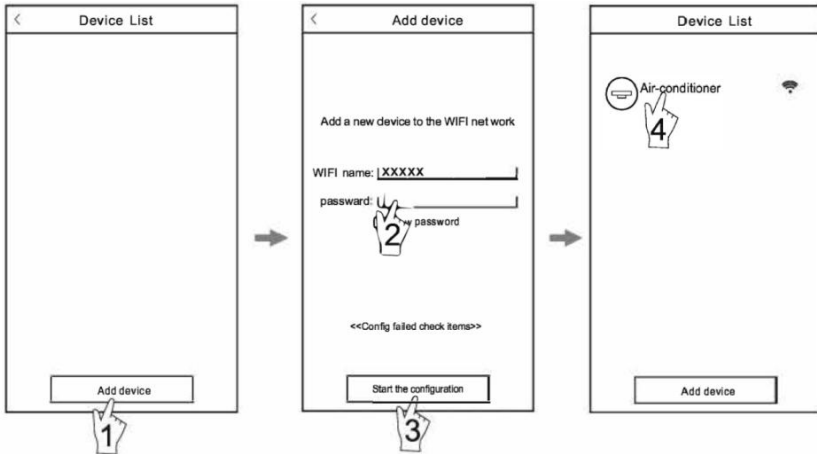 < Device List
Add device
1
< Add device
Add a new device to the WIFI net work
WIFI name: XXXXX
passward:
password
2
<<Config failed check items>>
Start the configuration
3
Device List
Air-conditioner
4
Add device